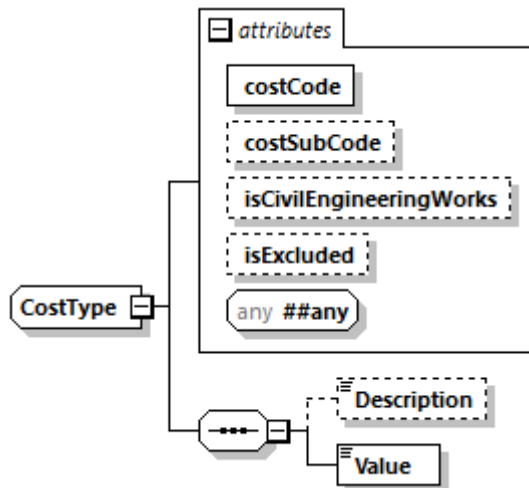 attributes
costCode
costSubCode
isCivilEngineeringWorks
isExcluded
any ##any
CostType
Description
Value